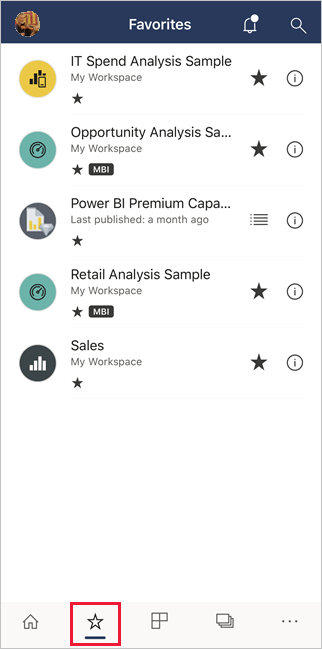 Favorites
IT Spend Analysis Sample
My Workspace
Opportunity Analysis Sa...
My Workspace
MBI
Power BI Premium Capa...
Last published: a month ago
Retail Analysis Sample
My Workspace
MBI
Sales
My Workspace